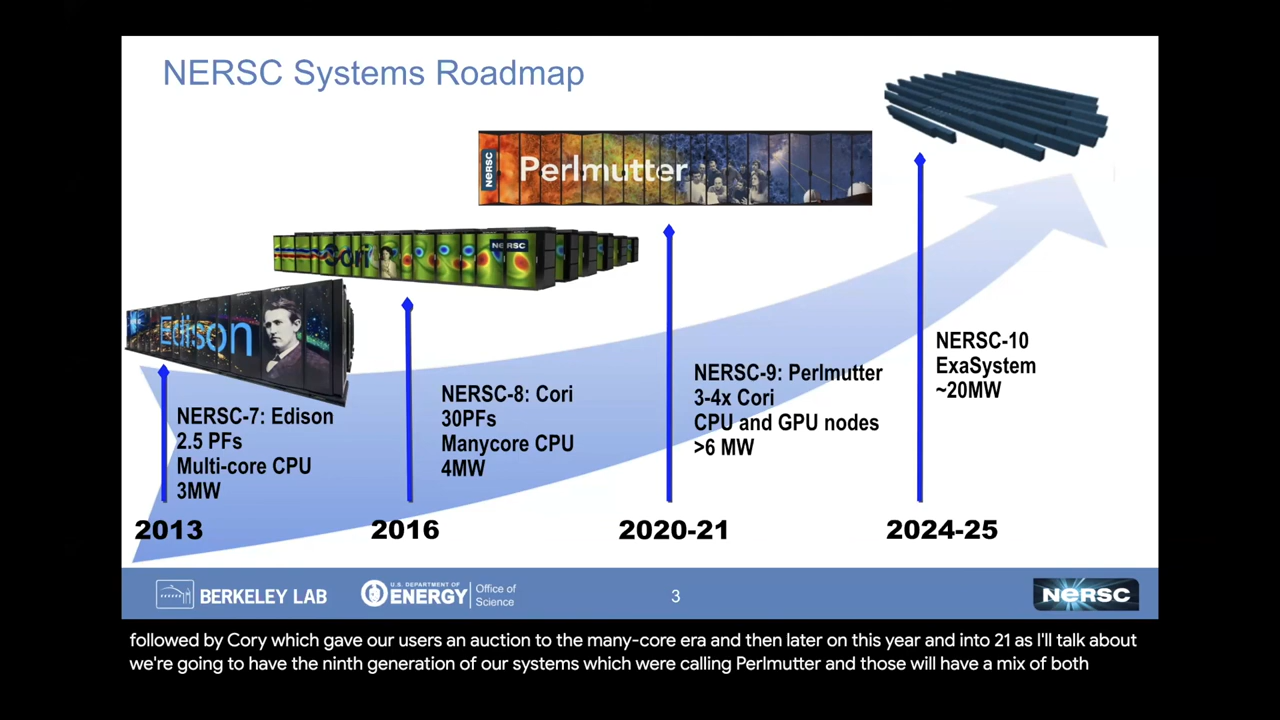 NERSC Systems Roadmap
NERSC
Perlmutter
Cori
NERSC
Edison
NERSC-7: Edison
2.5 PFs
Multi-core CPU
3MW
NERSC-8: Cori
30PFs
Manycore CPU
4MW
NERSC-9: Perlmutter
3-4x Cori
CPU and GPU nodes
>6 MW
NERSC-10
ExaSystem
~20MW
2013
2016
2020-21
2024-25
BERKELEY LAB
U.S. DEPARTMENT OF
ENERGY
Office of
Science
3
NERSC
followed by Cory which gave our users an auction to the many-core era and then later on this year and into 21 as I'll talk about
we're going to have the ninth generation of our systems which were calling Perlmutter and those will have a mix of both